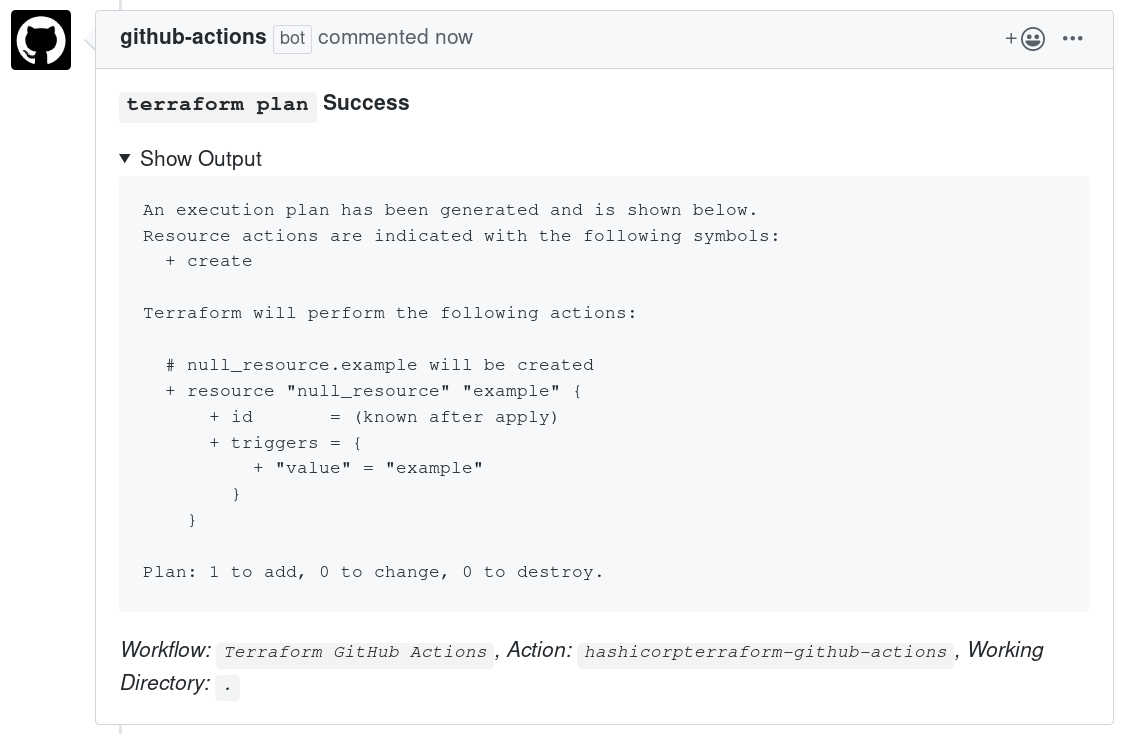 github-actions bot commented now
terraform plan Success
Show Output
An execution plan has been generated and is shown below.
Resource actions are indicated with the following symbols:
  + create
Terraform will perform the following actions:
  # null_resource.example will be created
  + resource "null_resource" "example" {
      + id       = (known after apply)
      + triggers = {
          + "value" = "example"
        }
    }
Plan: 1 to add, 0 to change, 0 to destroy.
Workflow: Terraform GitHub Actions, Action: hashicorpterraform-github-actions, Working
Directory: .